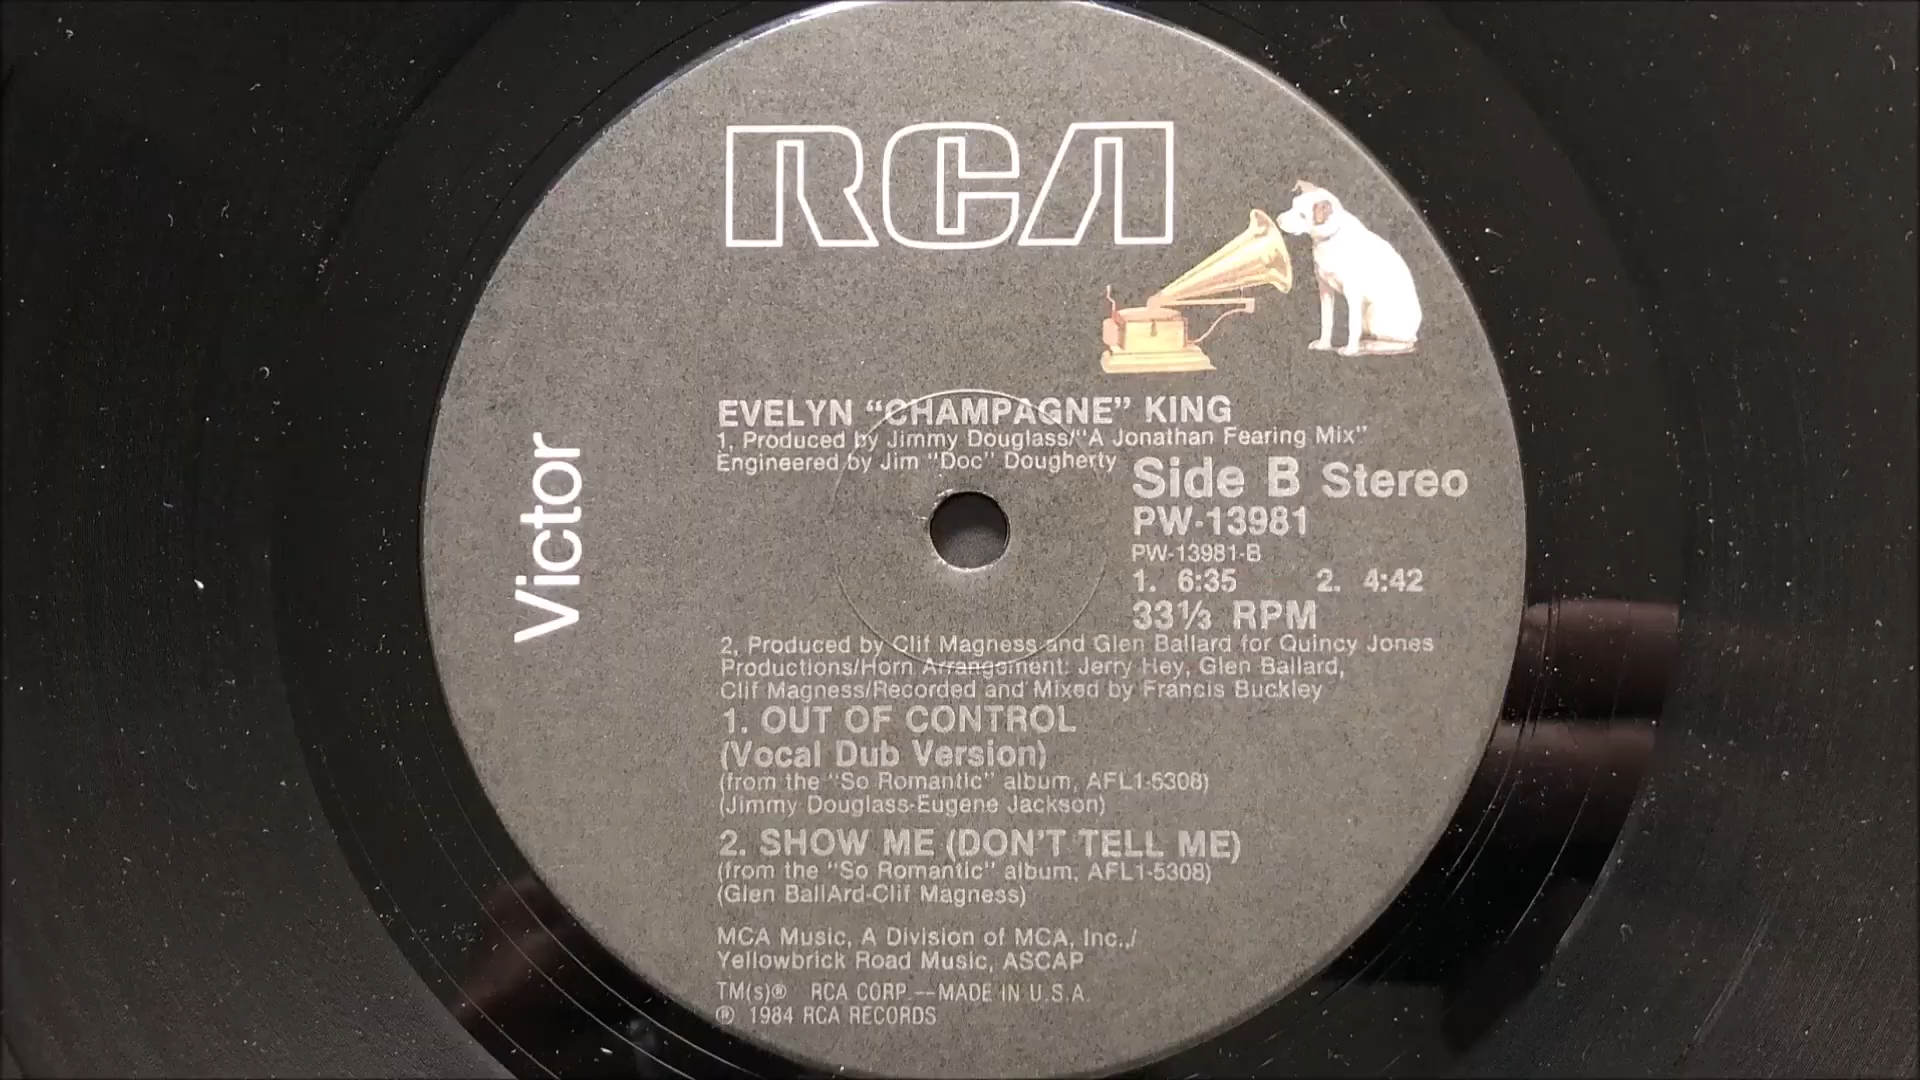 RCA
Victor
EVELYN “CHAMPAGNE” KING
1, Produced by Jimmy Douglass/“A Jonathan Fearing Mix”
Engineered by Jim “Doc” Dougherty
Side B Stereo
PW-13981
PW-13981-B
1. 6:35 2. 4:42
33⅓ RPM
2, Produced by Clif Magness and Glen Ballard for Quincy Jones
Productions/Horn Arrangement: Jerry Hey, Glen Ballard,
Clif Magness/Recorded and Mixed by Francis Buckley
1. OUT OF CONTROL
(Vocal Dub Version)
(from the “So Romantic” album, AFL1-5308)
(Jimmy Douglass-Eugene Jackson)
2. SHOW ME (DON'T TELL ME)
(from the “So Romantic” album, AFL1-5308)
(Glen BallArd-Clif Magness)
MCA Music, A Division of MCA, Inc../
Yellowbrick Road Music, ASCAP
TM(s)® RCA CORP.—MADE IN U.S.A.
℗ 1984 RCA RECORDS